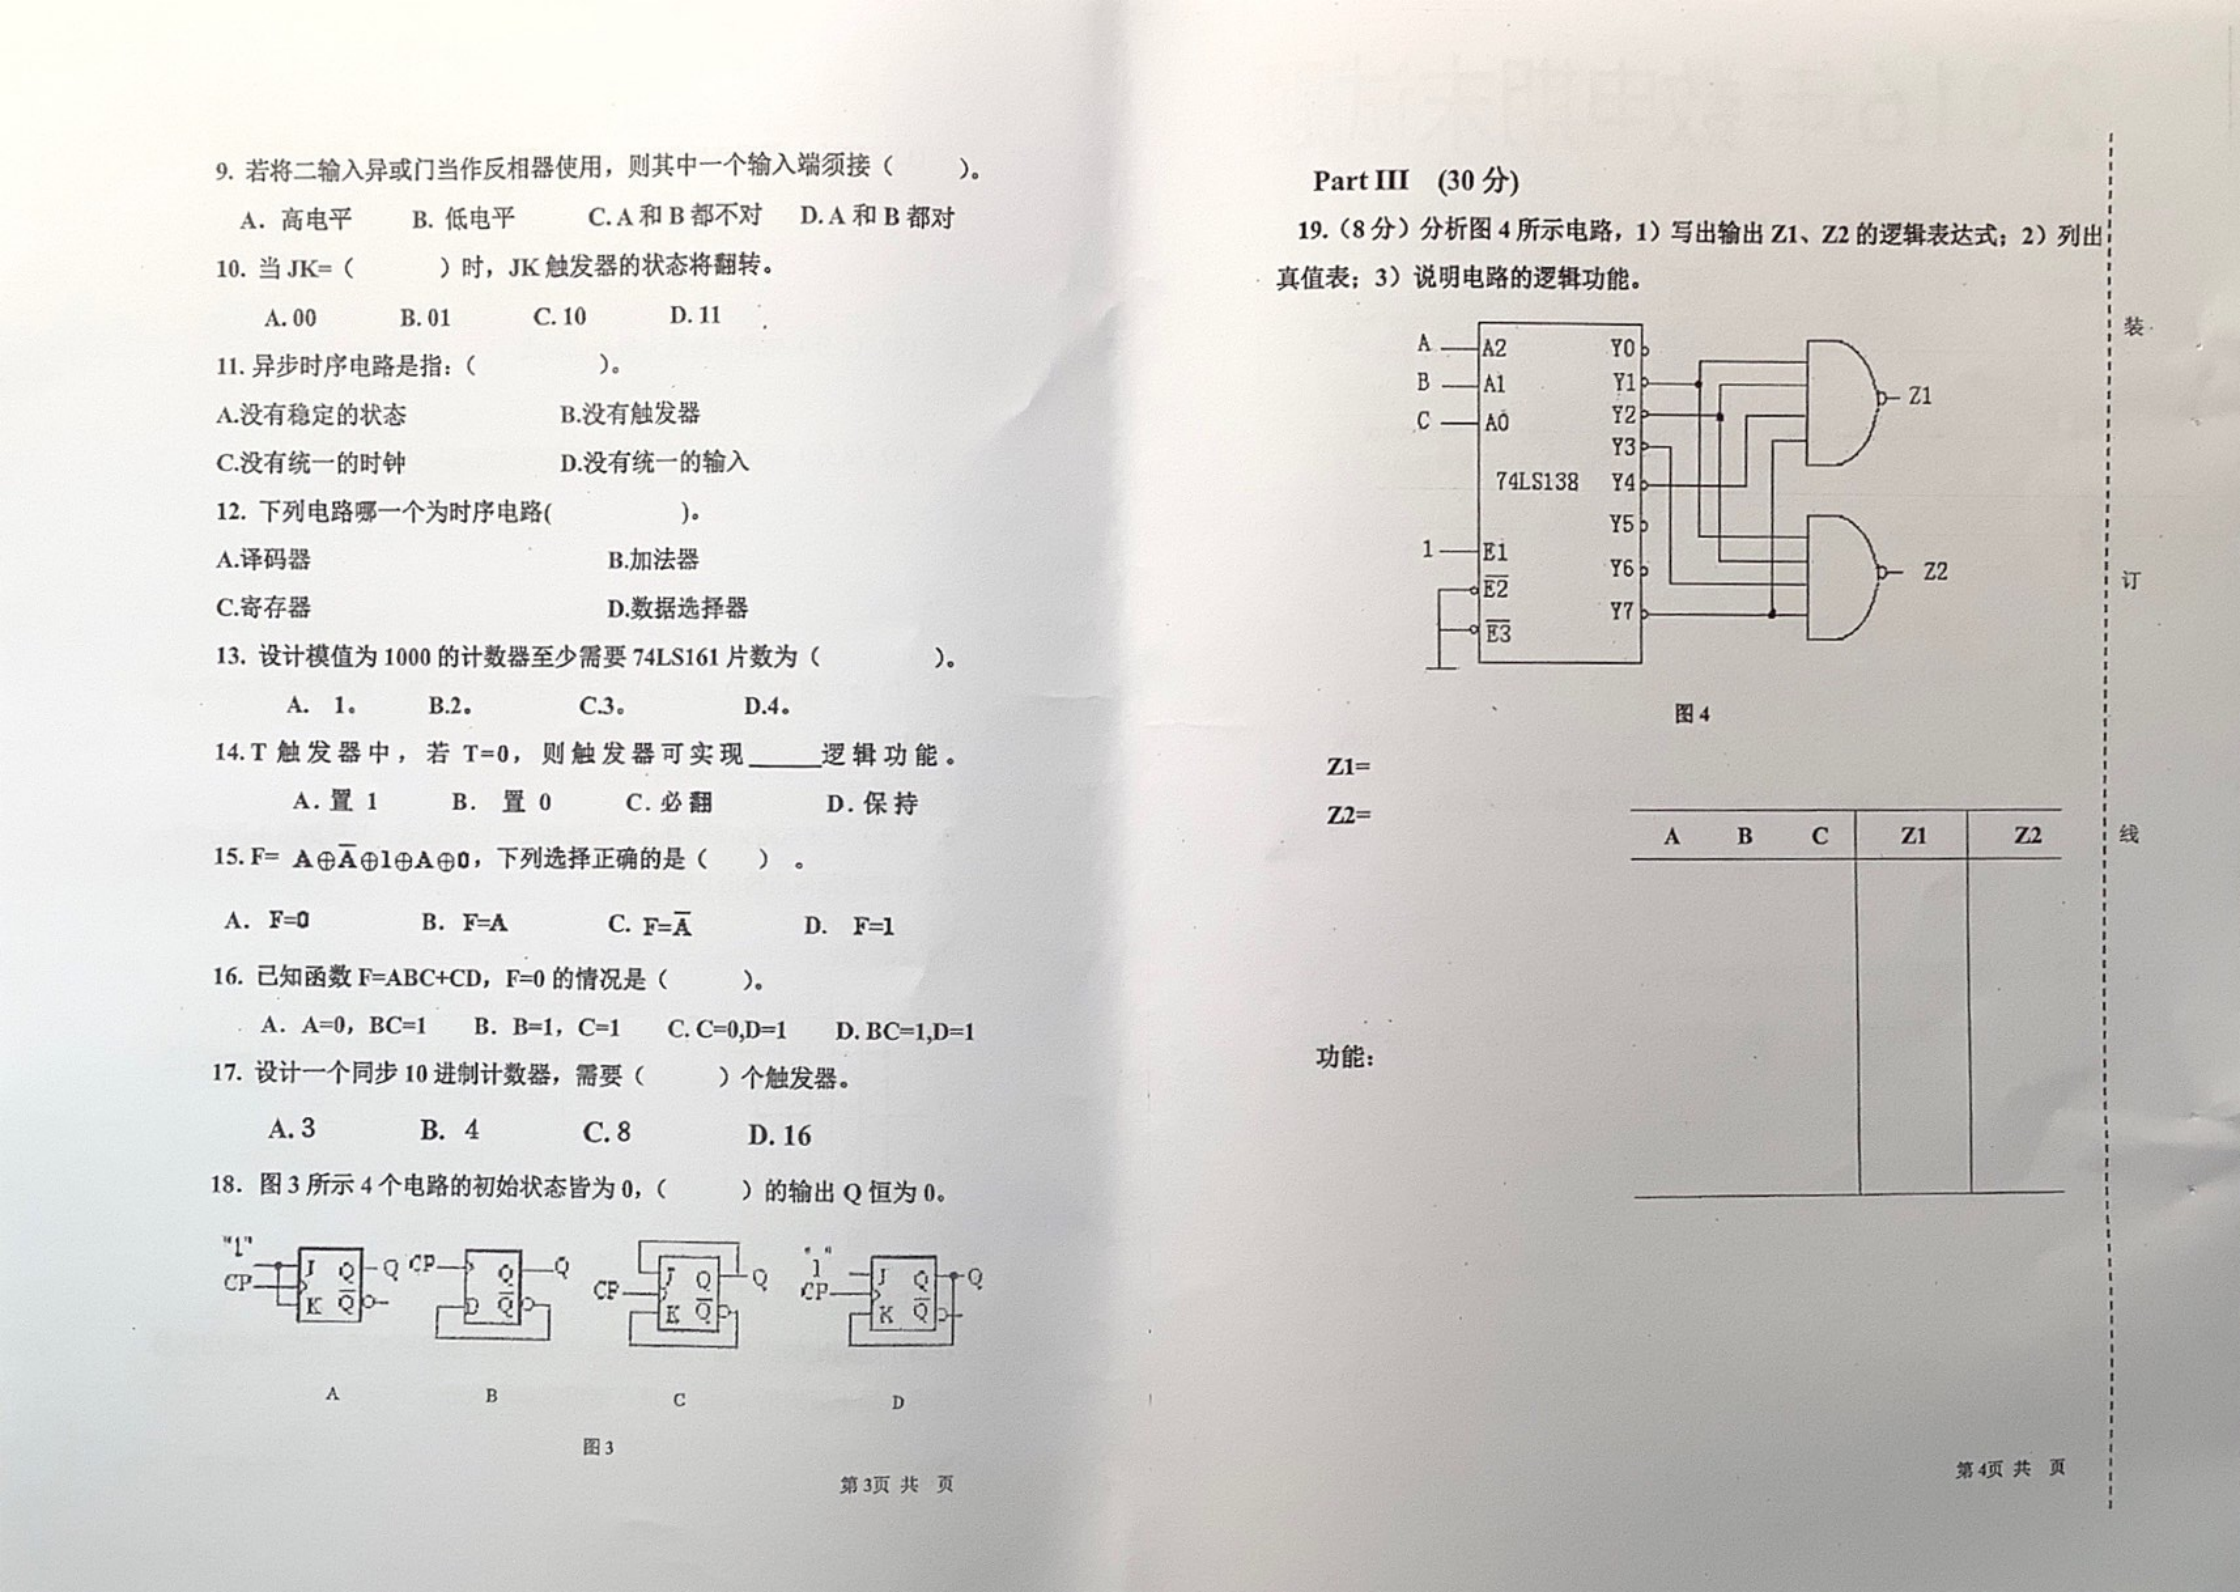 9. 若将二输入异或门当作反相器使用，则其中一个输入端须接（ ）。
A. 高电平 B. 低电平 C. A 和 B 都不对 D. A 和 B 都对
10. 当 JK=（ ）时，JK 触发器的状态将翻转。
A. 00 B. 01 C. 10 D. 11
11. 异步时序电路是指：（ ）。
A.没有稳定的状态 B.没有触发器
C.没有统一的时钟 D.没有统一的输入
12. 下列电路哪一个为时序电路( )。
A.译码器 B.加法器
C.寄存器 D.数据选择器
13. 设计模值为 1000 的计数器至少需要 74LS161 片数为（ ）。
A. 1。 B.2。 C.3。 D.4。
14. T 触发器中，若 T=0，则触发器可实现_____逻辑功能。
A. 置 1 B. 置 0 C. 必翻 D. 保持
15. F= A⊕A̅⊕1⊕A⊕0，下列选择正确的是（ ）。
A. F=0 B. F=A C. F=A̅ D. F=1
16. 已知函数 F=ABC+CD，F=0 的情况是（ ）。
A. A=0，BC=1 B. B=1，C=1 C. C=0,D=1 D. BC=1,D=1
17. 设计一个同步 10 进制计数器，需要（ ）个触发器。
A. 3 B. 4 C. 8 D. 16
18. 图 3 所示 4 个电路的初始状态皆为 0，（ ）的输出 Q 恒为 0。
"1" CP J K Q Q̅ Q
CP D Q Q̅ Q
CP J K Q Q̅ Q
"1" CP J K Q Q̅ Q
A B C D
图 3
第 3页 共 页
Part III (30 分)
19.（8 分）分析图 4 所示电路，1）写出输出 Z1、Z2 的逻辑表达式；2）列出
真值表；3）说明电路的逻辑功能。
A A2 Y0
B A1 Y1 Z1
C A0 Y2
Y3
74LS138 Y4
Y5
1 E1
E2̅ Y6 Z2
E3̅ Y7
图 4
Z1=
Z2=
A B C Z1 Z2
功能：
第 4页 共 页
装
订
线